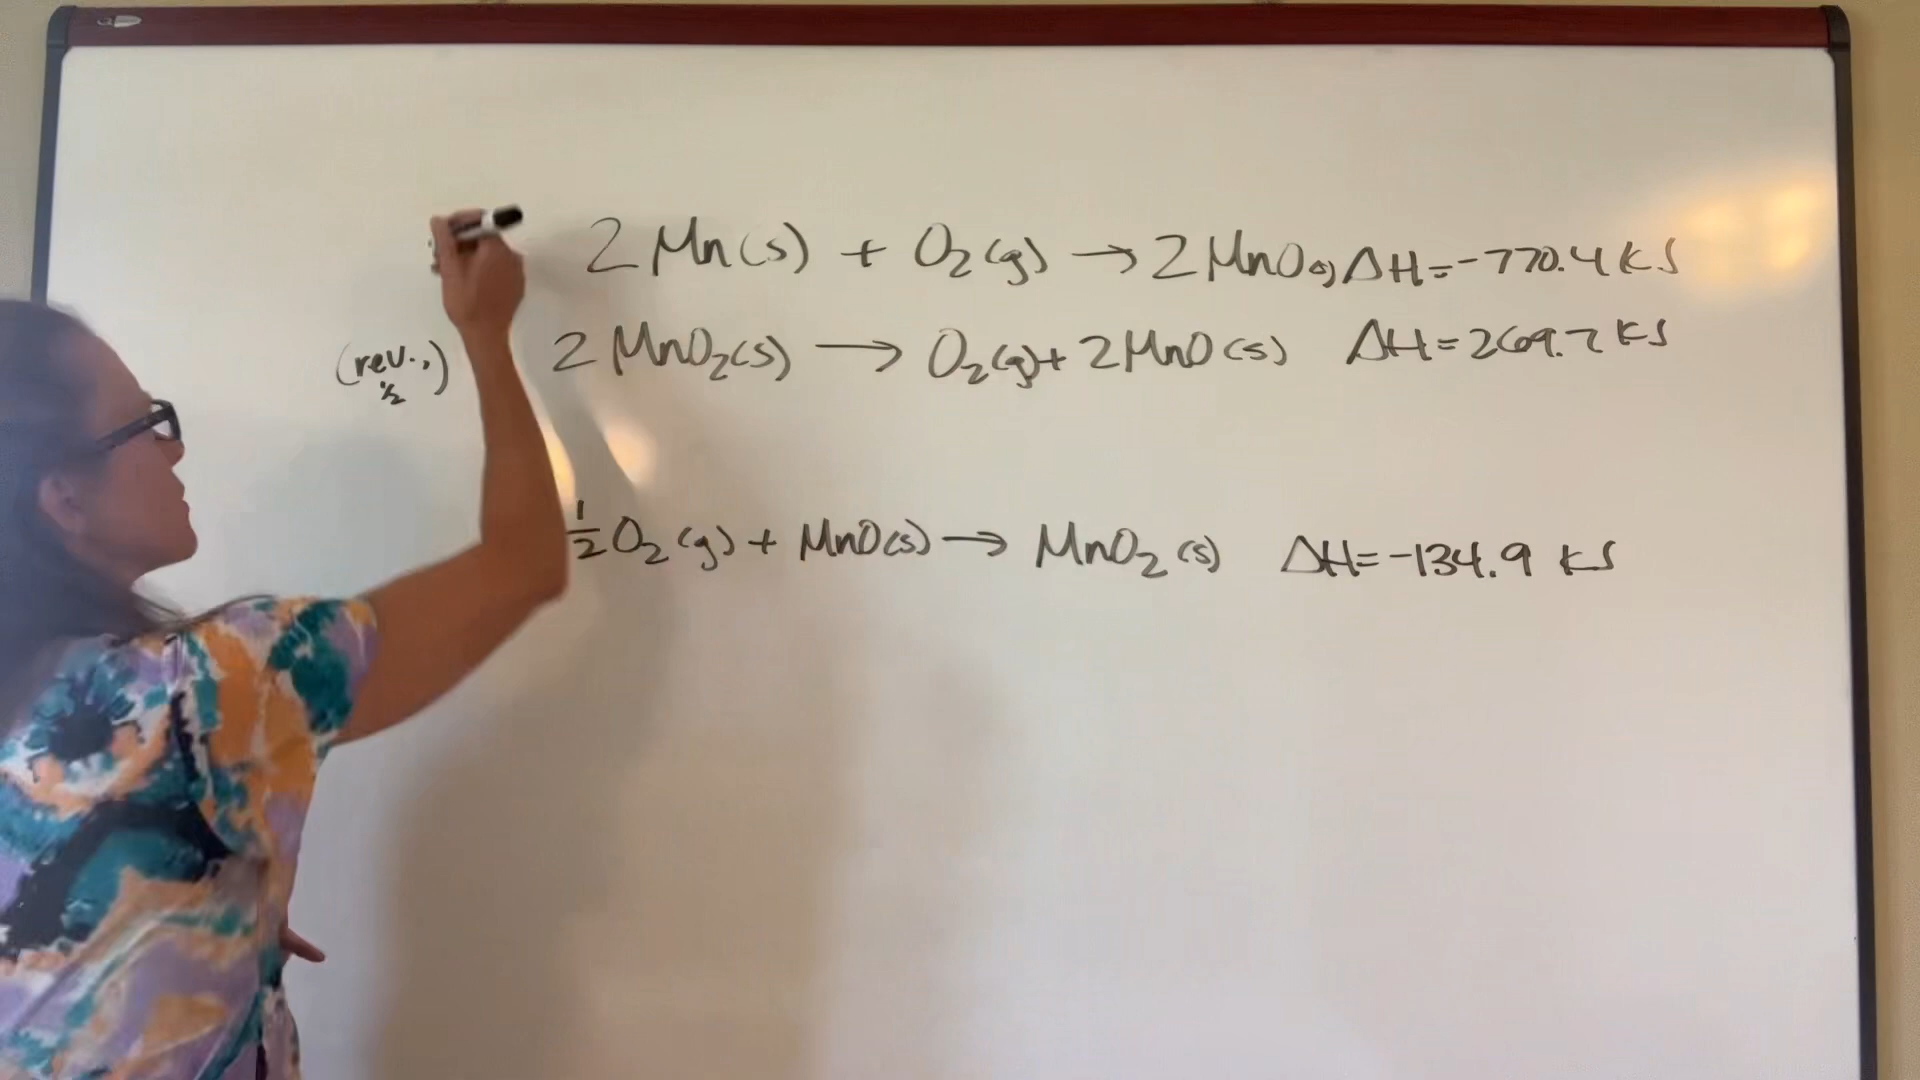 2 Mn(s) + O₂(g) → 2 MnO(s) ΔH = -770.4 kJ
(rev., ½) 2 MnO₂(s) → O₂(g) + 2 MnO(s) ΔH = 269.7 kJ
½ O₂(g) + MnO(s) → MnO₂(s) ΔH = -134.9 kJ